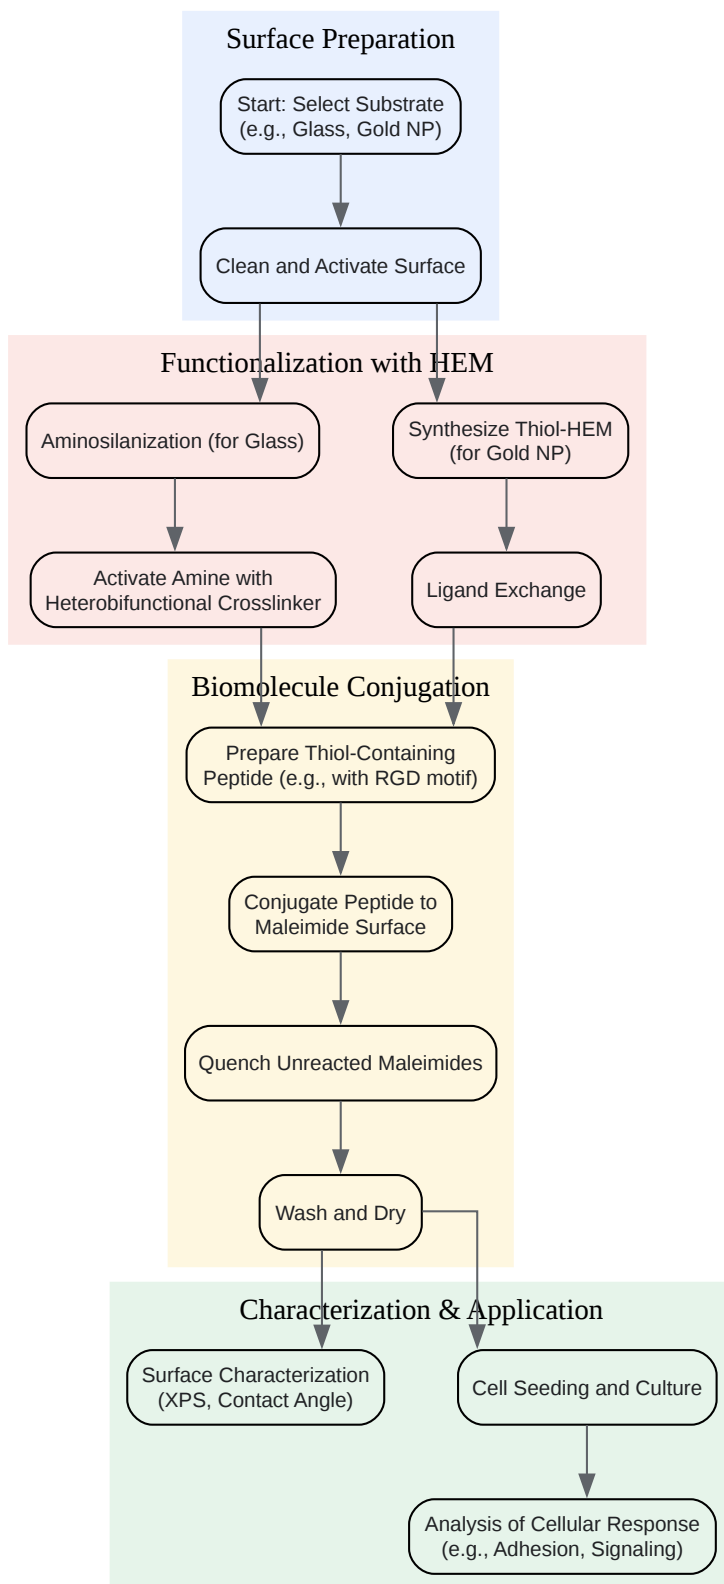 Surface Preparation
Start: Select Substrate
(e.g., Glass, Gold NP)
Clean and Activate Surface
Functionalization with HEM
Aminosilanization (for Glass)
Synthesize Thiol-HEM
(for Gold NP)
Activate Amine with
Heterobifunctional Crosslinker
Ligand Exchange
Biomolecule Conjugation
Prepare Thiol-Containing
Peptide (e.g., with RGD motif)
Conjugate Peptide to
Maleimide Surface
Quench Unreacted Maleimides
Wash and Dry
Characterization & Application
Surface Characterization
(XPS, Contact Angle)
Cell Seeding and Culture
Analysis of Cellular Response
(e.g., Adhesion, Signaling)